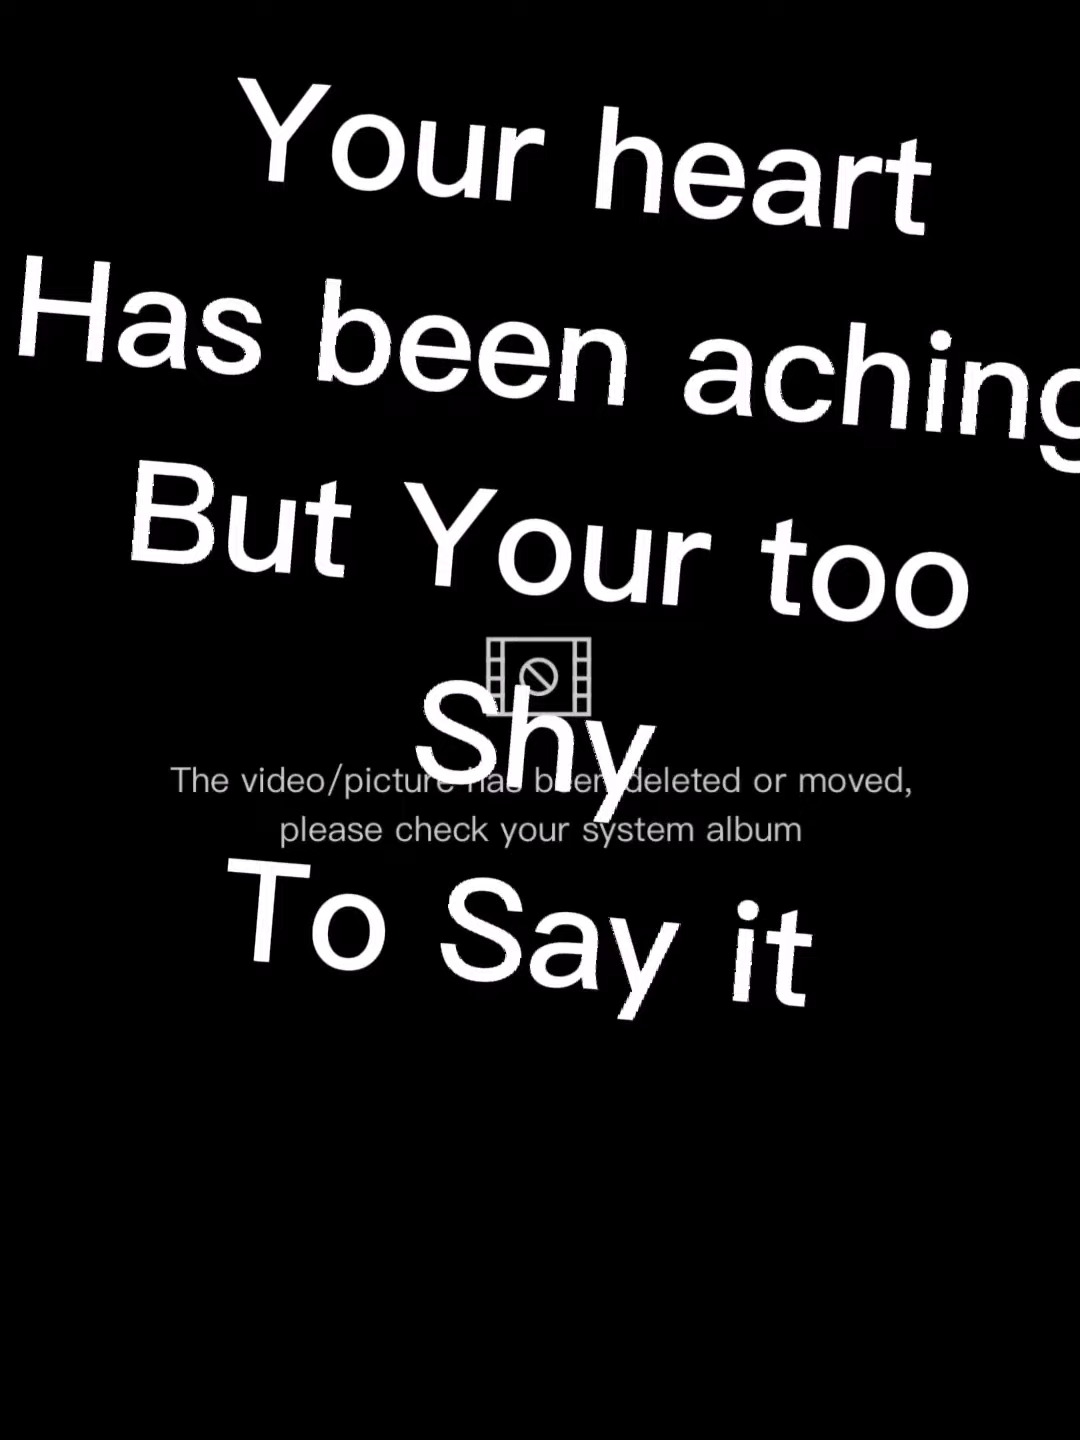 Your heart
Has been aching
But Your too
Shy
The video/picture has been deleted or moved,
please check your system album
To Say it